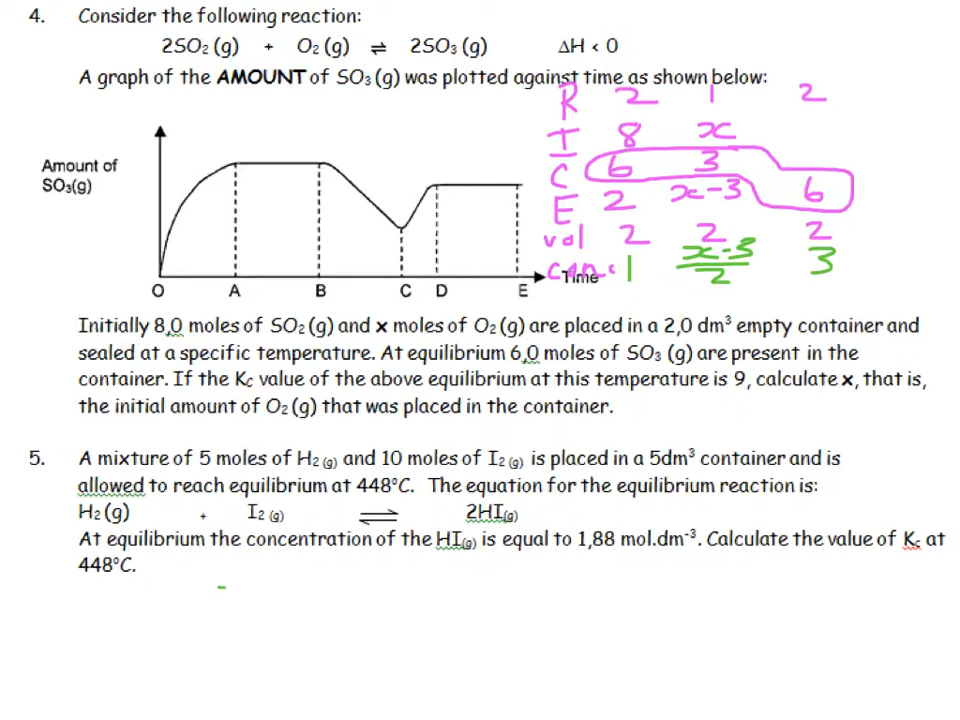 4. Consider the following reaction:
2SO₂ (g) + O₂ (g) ⇌ 2SO₃ (g) ΔH < 0
A graph of the AMOUNT of SO₃ (g) was plotted against time as shown below:
R 2 1 2
I 8 x
C 6 3
E 2 x-3 6
vol 2 2 2
conc 1 x-3/2 3
Amount of
SO₃(g)
Time
O A B C D E
Initially 8,0 moles of SO₂ (g) and x moles of O₂ (g) are placed in a 2,0 dm³ empty container and
sealed at a specific temperature. At equilibrium 6,0 moles of SO₃ (g) are present in the
container. If the Kc value of the above equilibrium at this temperature is 9, calculate x, that is,
the initial amount of O₂ (g) that was placed in the container.
5. A mixture of 5 moles of H₂ (g) and 10 moles of I₂ (g) is placed in a 5dm³ container and is
allowed to reach equilibrium at 448°C. The equation for the equilibrium reaction is:
H₂ (g) + I₂ (g) ⇌ 2HI(g)
At equilibrium the concentration of the HI(g) is equal to 1,88 mol.dm⁻³. Calculate the value of Kc at
448°C.